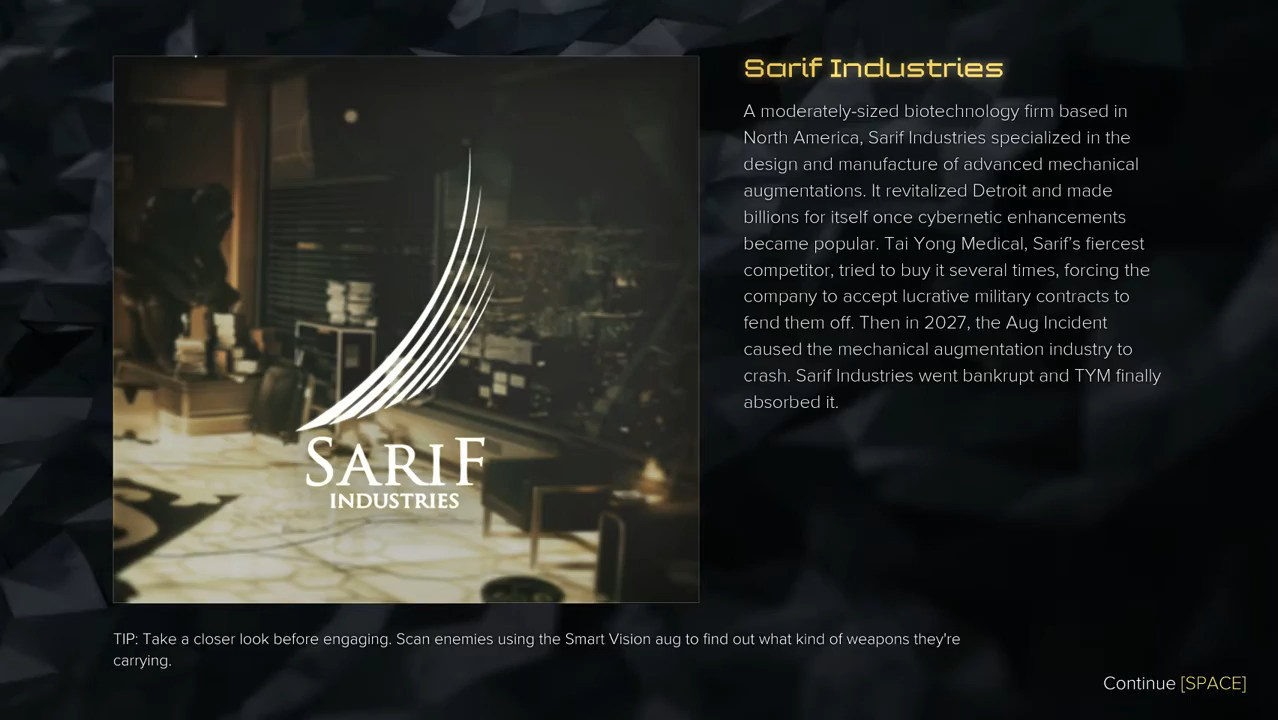 Sarif Industries
A moderately-sized biotechnology firm based in
North America, Sarif Industries specialized in the
design and manufacture of advanced mechanical
augmentations. It revitalized Detroit and made
billions for itself once cybernetic enhancements
became popular. Tai Yong Medical, Sarif's fiercest
competitor, tried to buy it several times, forcing the
company to accept lucrative military contracts to
fend them off. Then in 2027, the Aug Incident
caused the mechanical augmentation industry to
crash. Sarif Industries went bankrupt and TYM finally
absorbed it.
SARIF
INDUSTRIES
TIP: Take a closer look before engaging. Scan enemies using the Smart Vision aug to find out what kind of weapons they're
carrying.
Continue [SPACE]